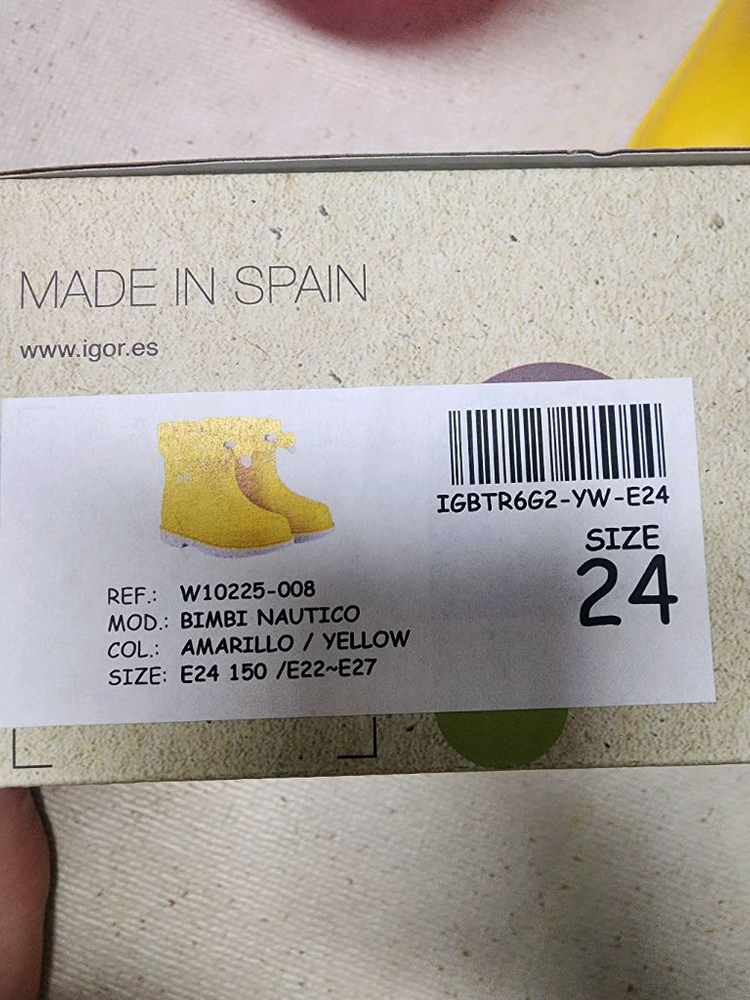 MADE IN SPAIN
www.igor.es
IGBTR6G2-YW-E24
SIZE
24
REF.: W10225-008
MOD.: BIMBI NAUTICO
COL.: AMARILLO / YELLOW
SIZE: E24 150 /E22~E27